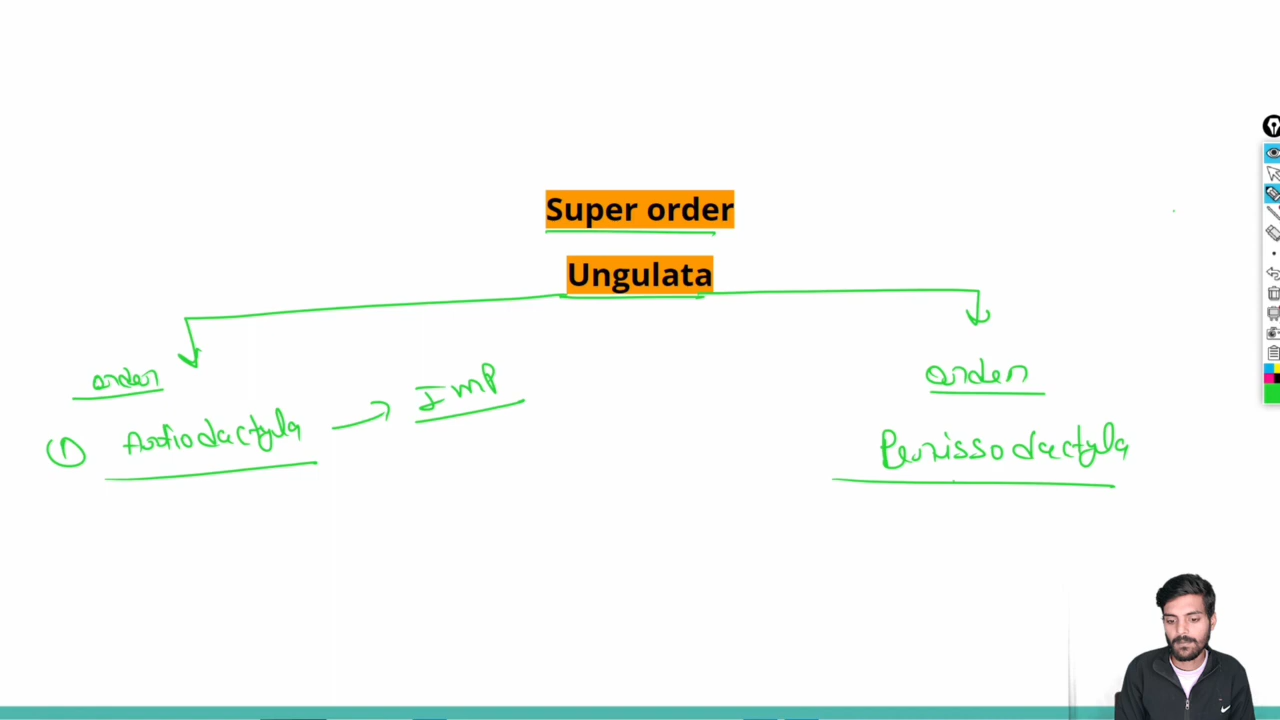 Super order
Ungulata
order
① Artiodactyla → IMP
order
Perissodactyla